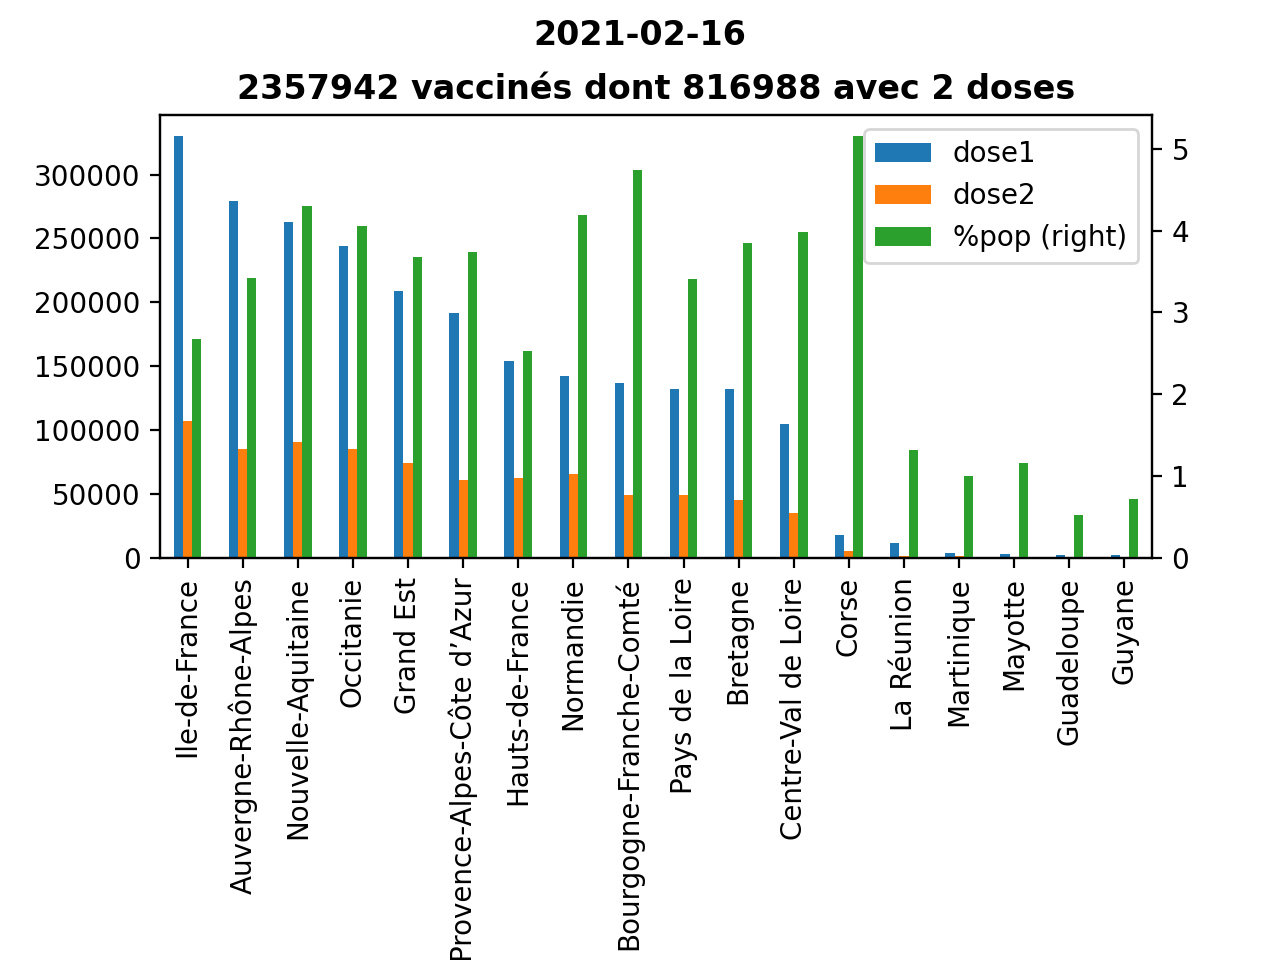 2021-02-16
2357942 vaccinés dont 816988 avec 2 doses
dose1
dose2
%pop (right)
300000
250000
200000
150000
100000
50000
0
5
4
3
2
1
0
Ile-de-France
Auvergne-Rhône-Alpes
Nouvelle-Aquitaine
Occitanie
Grand Est
Provence-Alpes-Côte d’Azur
Hauts-de-France
Normandie
Bourgogne-Franche-Comté
Pays de la Loire
Bretagne
Centre-Val de Loire
Corse
La Réunion
Martinique
Mayotte
Guadeloupe
Guyane